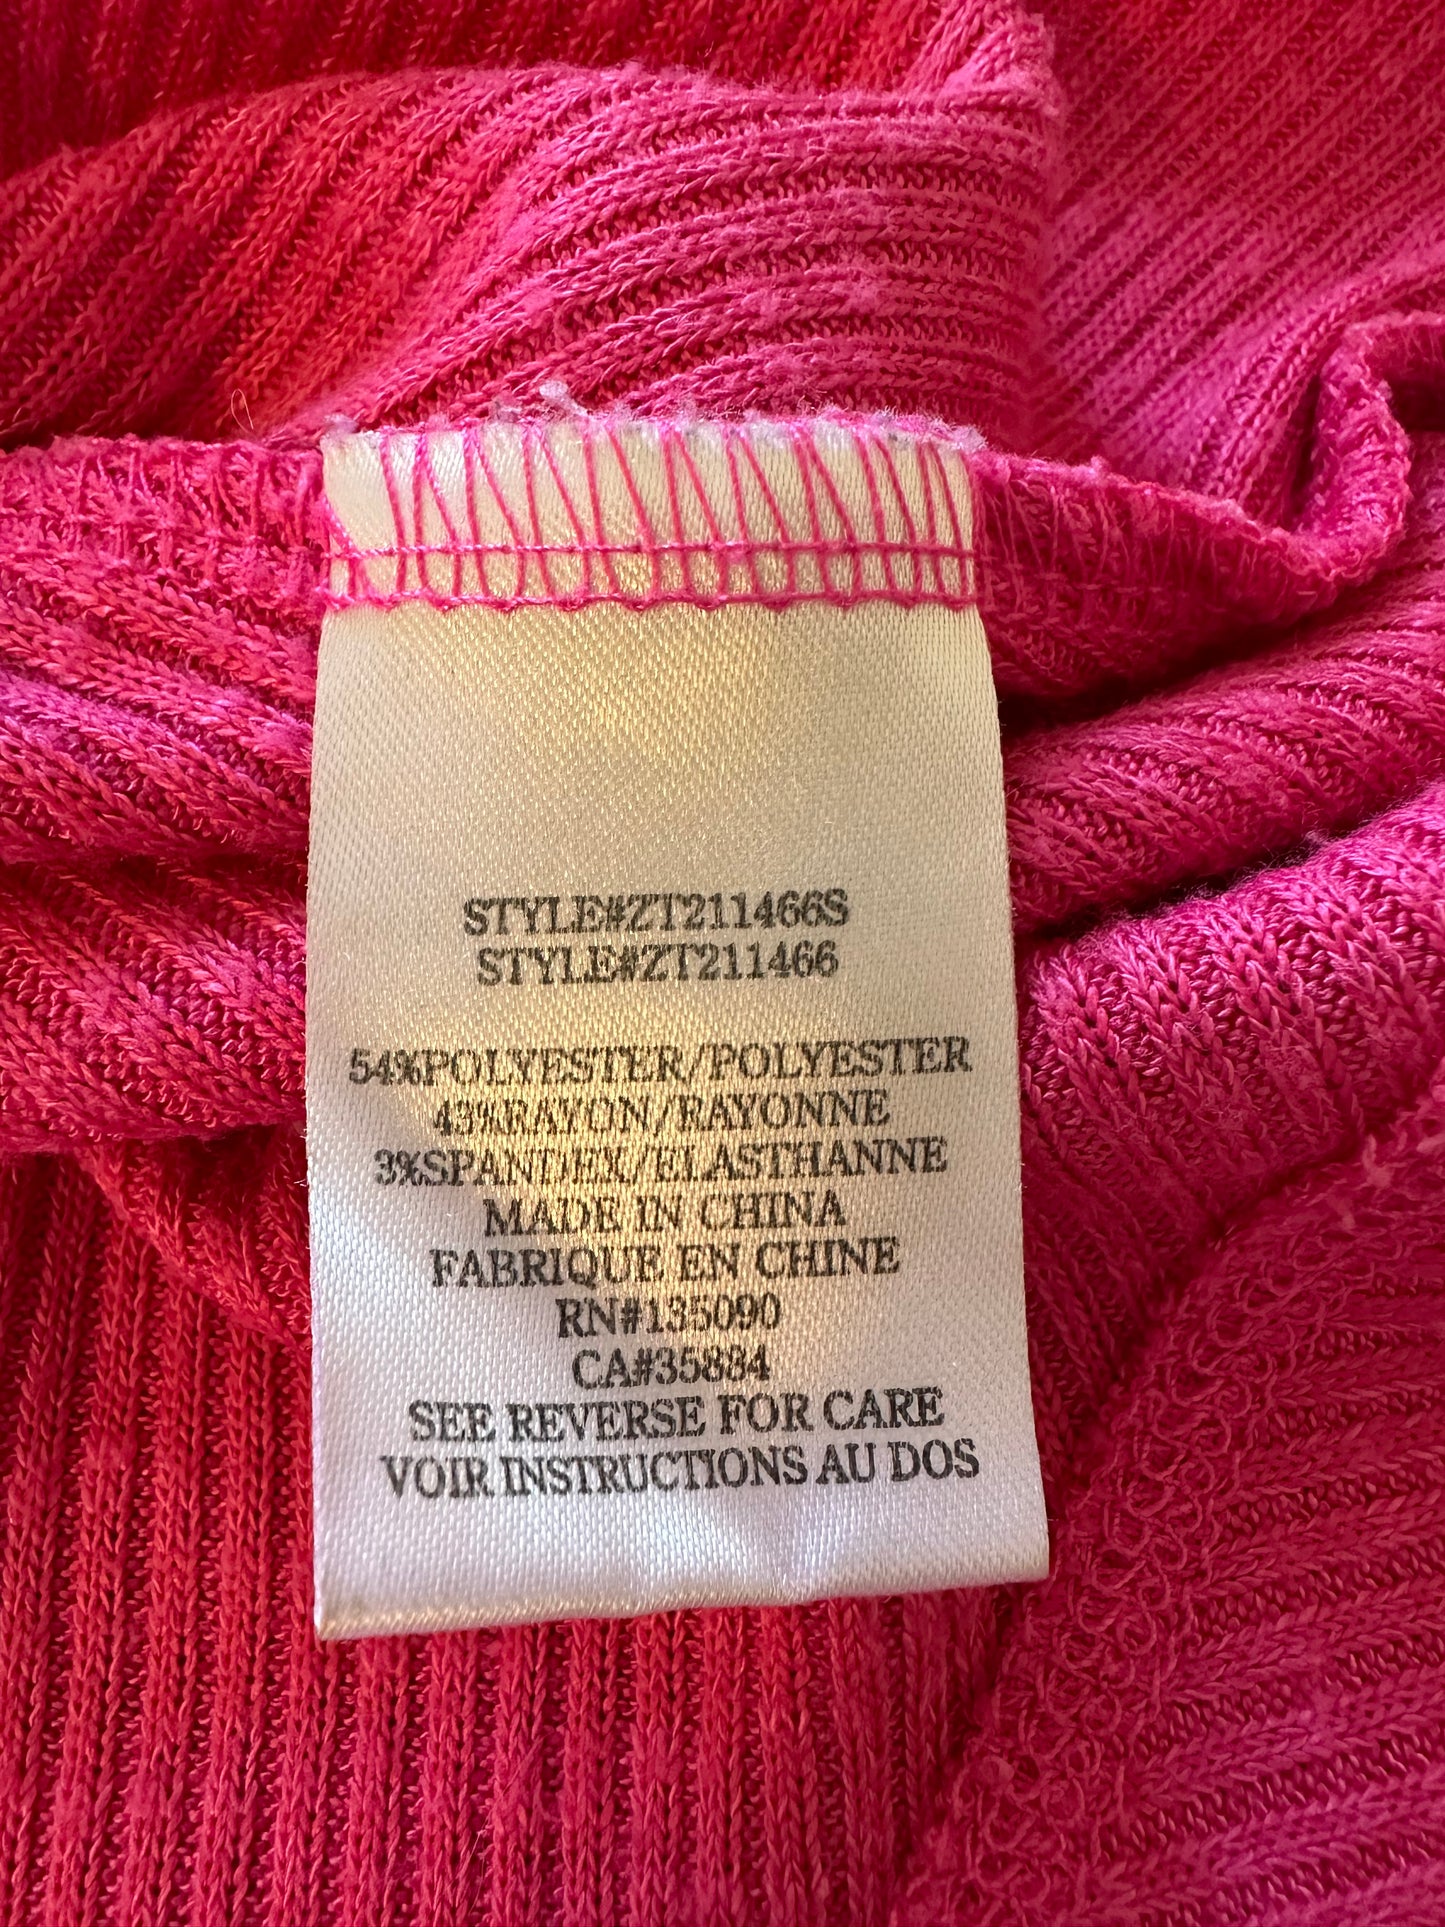 STYLE#ZT211466S
STYLE#ZT211466
54%POLYESTER/POLYESTER
43%RAYON/RAYONNE
3%SPANDEX/ELASTHANNE
MADE IN CHINA
FABRIQUE EN CHINE
RN#135090
CA#35884
SEE REVERSE FOR CARE
VOIR INSTRUCTIONS AU DOS